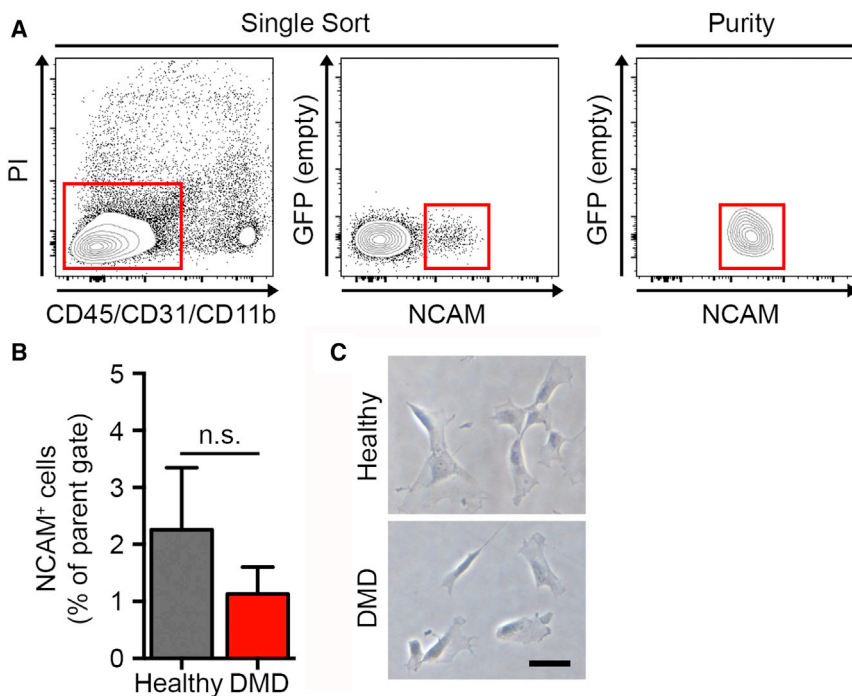 A
Single Sort
Purity
PI
CD45/CD31/CD11b
GFP (empty)
NCAM
GFP (empty)
NCAM
B
NCAM⁺ cells
(% of parent gate)
5
4
3
2
1
0
n.s.
Healthy DMD
C
Healthy
DMD